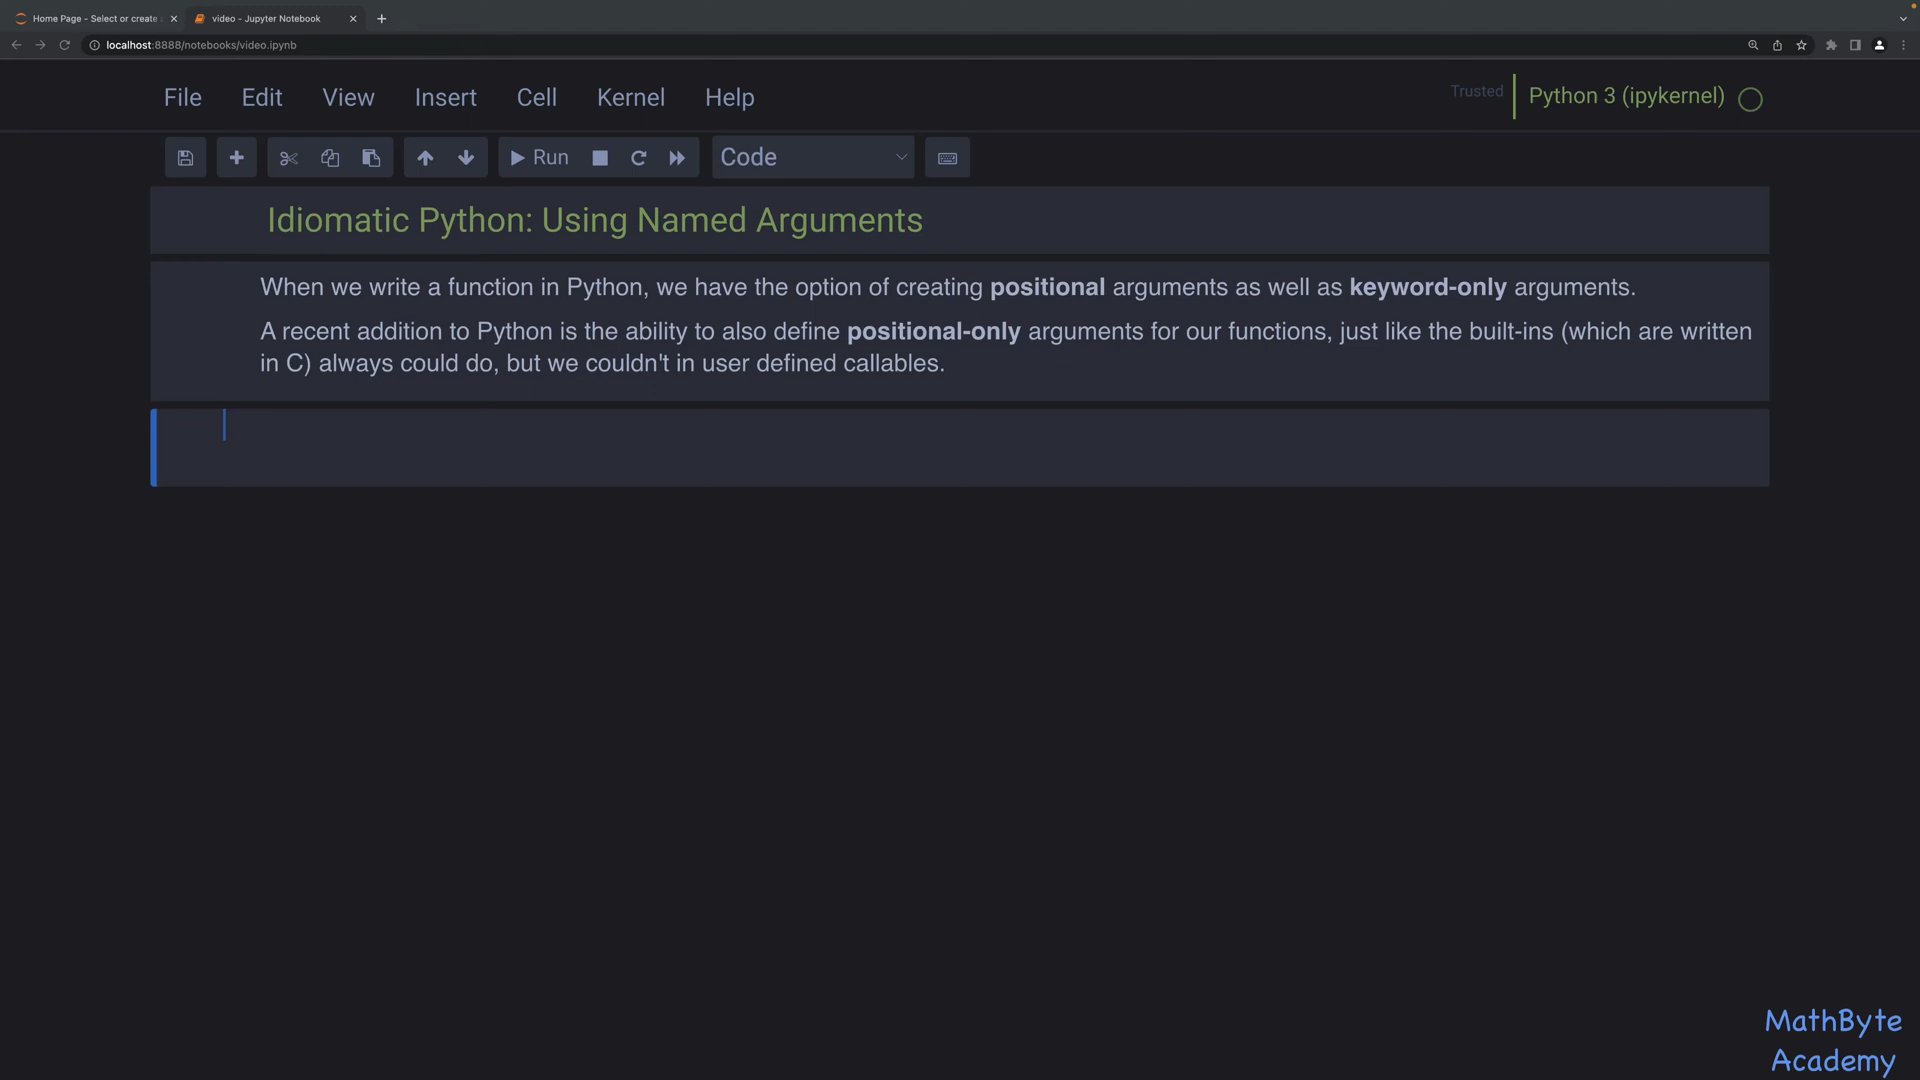 Home Page - Select or create
video - Jupyter Notebook
localhost:8888/notebooks/video.ipynb
File Edit View Insert Cell Kernel Help
Trusted
Python 3 (ipykernel)
Run
Code
Idiomatic Python: Using Named Arguments
When we write a function in Python, we have the option of creating positional arguments as well as keyword-only arguments.
A recent addition to Python is the ability to also define positional-only arguments for our functions, just like the built-ins (which are written
in C) always could do, but we couldn't in user defined callables.
MathByte
Academy